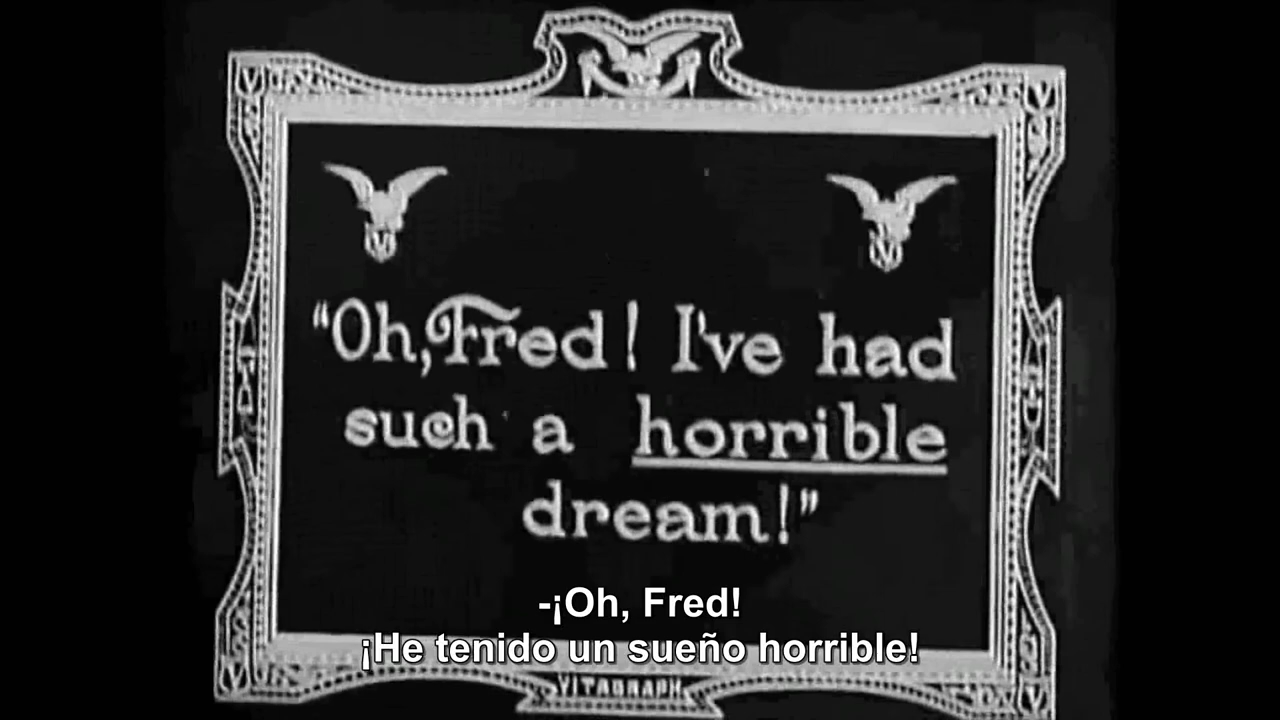 “Oh, Fred! I've had
such a horrible
dream!”
-¡Oh, Fred!
¡He tenido un sueño horrible!
VITAGRAPH